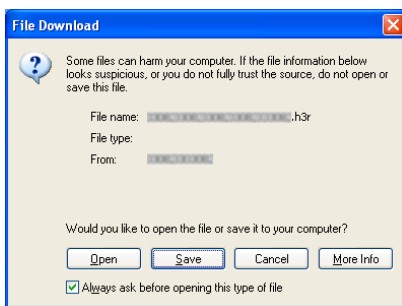 File Download
Some files can harm your computer. If the file information below
looks suspicious, or you do not fully trust the source, do not open or
save this file.
File name: .h3r
File type:
From:
Would you like to open the file or save it to your computer?
Open Save Cancel More Info
Always ask before opening this type of file